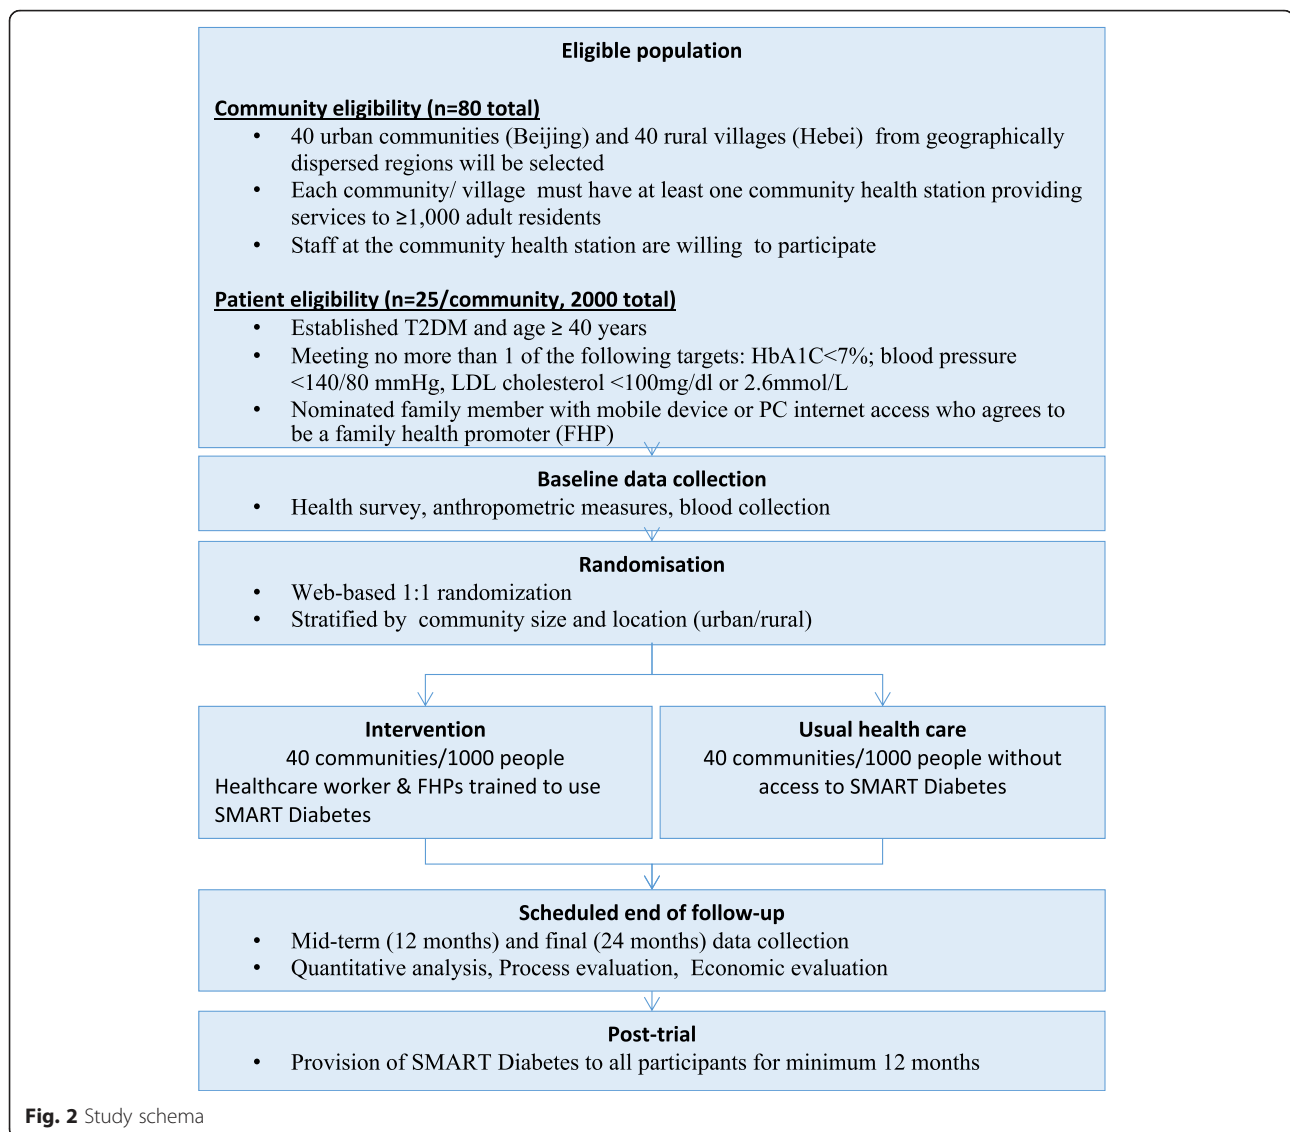 Eligible population
Community eligibility (n=80 total)
• 40 urban communities (Beijing) and 40 rural villages (Hebei) from geographically
dispersed regions will be selected
• Each community/ village must have at least one community health station providing
services to ≥1,000 adult residents
• Staff at the community health station are willing to participate
Patient eligibility (n=25/community, 2000 total)
• Established T2DM and age ≥ 40 years
• Meeting no more than 1 of the following targets: HbA1C<7%; blood pressure
<140/80 mmHg, LDL cholesterol <100mg/dl or 2.6mmol/L
• Nominated family member with mobile device or PC internet access who agrees to
be a family health promoter (FHP)
Baseline data collection
• Health survey, anthropometric measures, blood collection
Randomisation
• Web-based 1:1 randomization
• Stratified by community size and location (urban/rural)
Intervention
40 communities/1000 people
Healthcare worker & FHPs trained to use
SMART Diabetes
Usual health care
40 communities/1000 people without
access to SMART Diabetes
Scheduled end of follow-up
• Mid-term (12 months) and final (24 months) data collection
• Quantitative analysis, Process evaluation, Economic evaluation
Post-trial
• Provision of SMART Diabetes to all participants for minimum 12 months
Fig. 2 Study schema